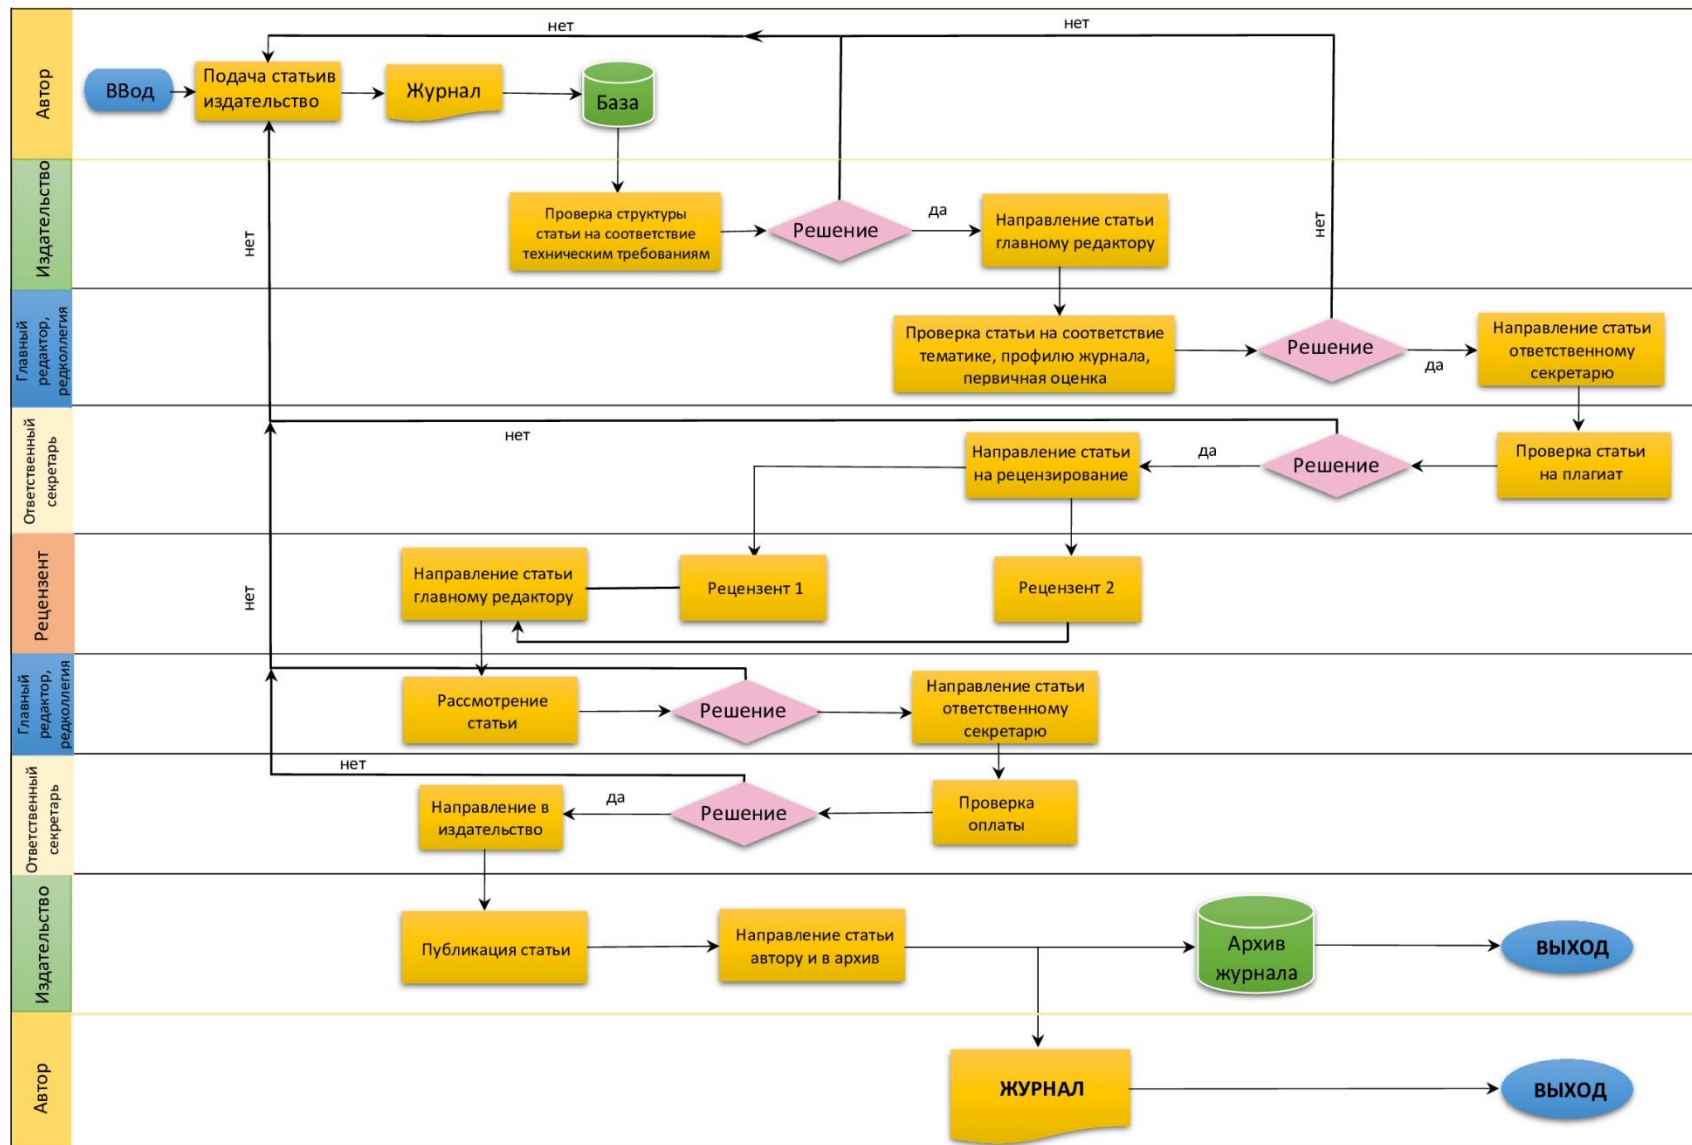 нет
нет
Автор
ВВод
Подача статьив
издательство
Журнал
База
Издательство
нет
Проверка структуры
статьи на соответствие
техническим требованиям
Решение
да
Направление статьи
главному редактору
нет
Главный
редактор,
редколлегия
Проверка статьи на соответствие
тематике, профилю журнала,
первичная оценка
Решение
да
Направление статьи
ответственному
секретарю
Ответственный
секретарь
нет
Направление статьи
на рецензирование
да
Решение
Проверка статьи
на плагиат
Рецензент
нет
Направление статьи
главному редактору
Рецензент 1
Рецензент 2
Главный
редактор,
редколлегия
Рассмотрение
статьи
Решение
Направление статьи
ответственному
секретарю
Ответственный
секретарь
нет
Направление в
издательство
да
Решение
Проверка
оплаты
Издательство
Публикация статьи
Направление статьи
автору и в архив
Архив
журнала
ВЫХОД
Автор
ЖУРНАЛ
ВЫХОД